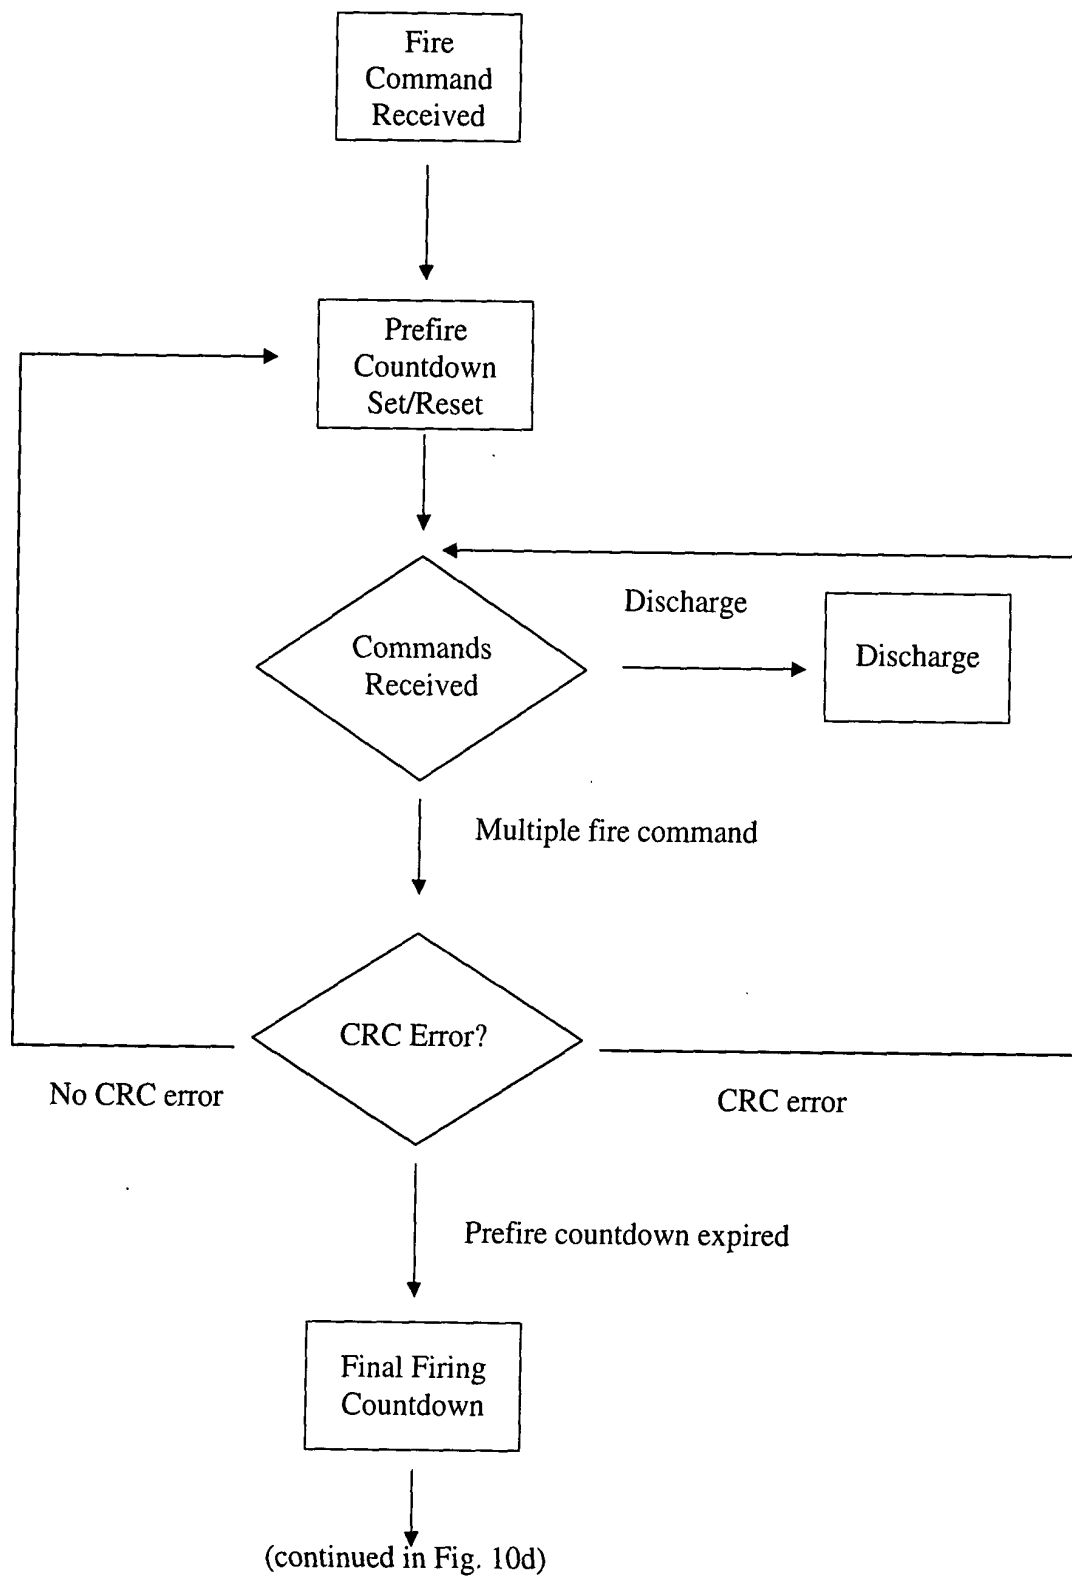 Fire
Command
Received
Prefire
Countdown
Set/Reset
Discharge
Commands
Received
Discharge
Multiple fire command
CRC Error?
No CRC error
CRC error
Prefire countdown expired
Final Firing
Countdown
(continued in Fig. 10d)